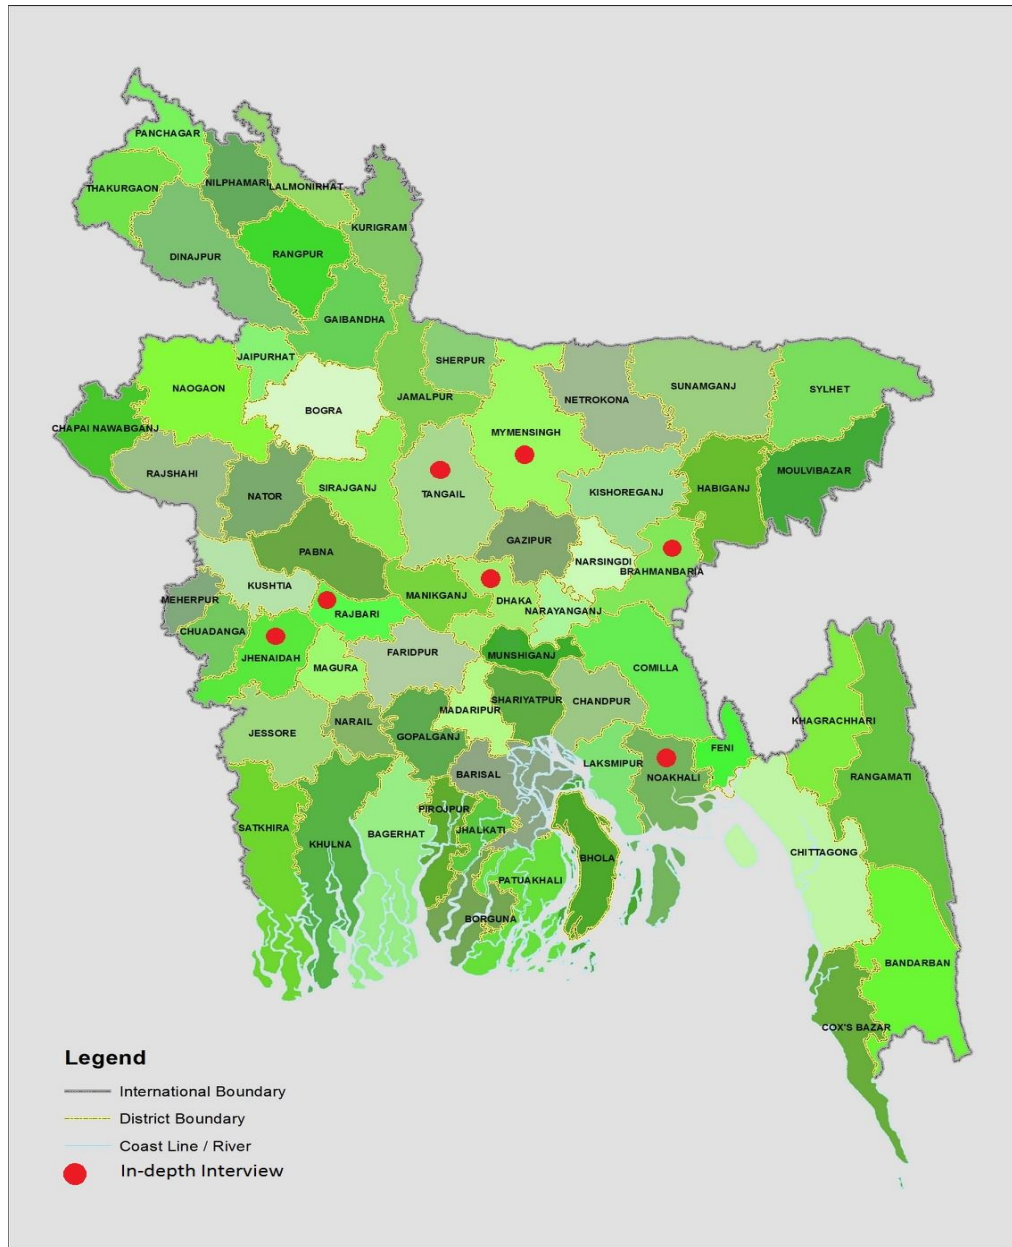 PANCHAGAR
THAKURGAON
NILPHAMARI
LALMONIRHAT
KURIGRAM
DINAJPUR
RANGPUR
GAIBANDHA
JAIPURHAT
SHERPUR
NAOGAON
JAMALPUR
NETROKONA
SUNAMGANJ
SYLHET
BOGRA
CHAPAI NAWABGANJ
MYMENSINGH
RAJSHAHI
MOULVIBAZAR
NATOR
SIRAJGANJ
TANGAIL
KISHOREGANJ
HABIGANJ
GAZIPUR
PABNA
NARSINGDI
BRAHMANBARIA
KUSHTIA
MEHERPUR
MANIKGANJ
DHAKA
NARAYANGANJ
RAJBARI
CHUADANGA
JHENAIDAH
MAGURA
FARIDPUR
MUNSHIGANJ
COMILLA
SHARIYATPUR
CHANDPUR
MADARIPUR
NARAIL
JESSORE
GOPALGANJ
KHAGRACHHARI
FENI
LAKSMIPUR
NOAKHALI
BARISAL
RANGAMATI
PIROJPUR
SATKHIRA
JHALKATI
BAGERHAT
KHULNA
CHITTAGONG
BHOLA
PATUAKHALI
BORGUNA
BANDARBAN
COX'S BAZAR
Legend
International Boundary
District Boundary
Coast Line / River
In-depth Interview